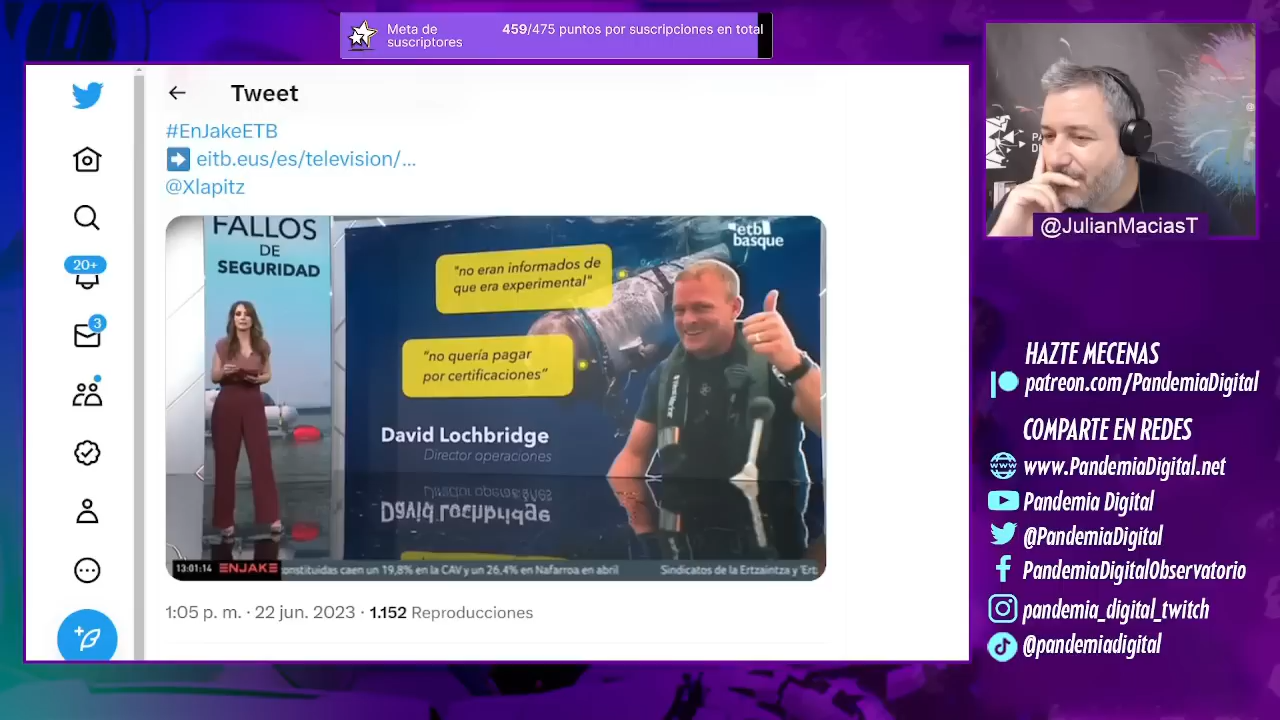 Meta de
suscriptores
459/475 puntos por suscripciones en total
Tweet
#EnJakeETB
eitb.eus/es/television/...
@Xlapitz
20+
3
FALLOS
DE
SEGURIDAD
etb
basque
"no eran informados de
que era experimental"
"no quería pagar
por certificaciones"
David Lochbridge
Director operaciones
13:01:14 ENJAKE constituidas caen un 19,8% en la CAV y un 26,4% en Nafarroa en abril Sindicatos de la Ertzaintza y 'Ertz
1:05 p. m. · 22 jun. 2023 · 1.152 Reproducciones
@JulianMaciasT
HAZTE MECENAS
patreon.com/PandemiaDigital
COMPARTE EN REDES
www.PandemiaDigital.net
Pandemia Digital
@PandemiaDigital
PandemiaDigitalObservatorio
pandemia_digital_twitch
@pandemiadigital